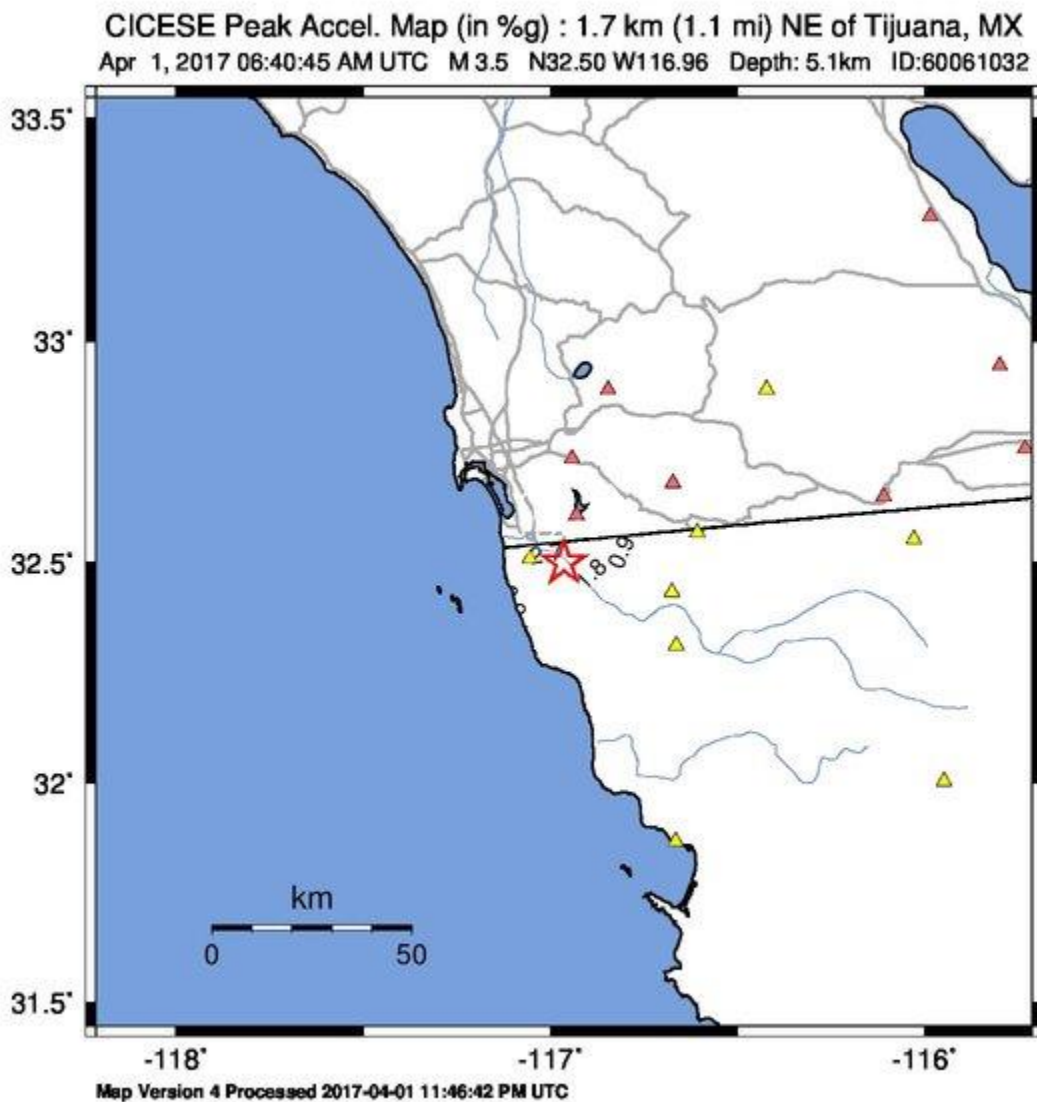 CICESE Peak Accel. Map (in %g) : 1.7 km (1.1 mi) NE of Tijuana, MX
Apr 1, 2017 06:40:45 AM UTC M 3.5 N32.50 W116.96 Depth: 5.1km ID:60061032
33.5°
33°
32.5°
0.9
32°
km
0 50
31.5°
-118° -117° -116°
Map Version 4 Processed 2017-04-01 11:46:42 PM UTC